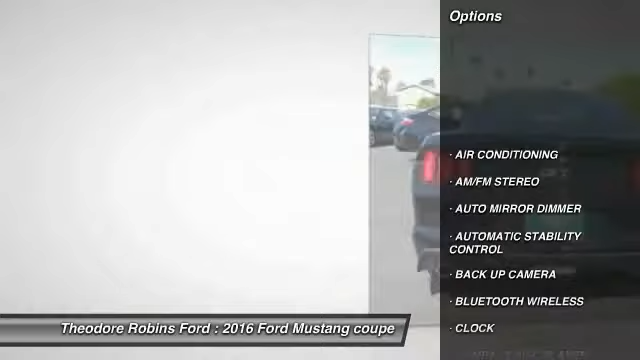 Options
· AIR CONDITIONING
· AM/FM STEREO
· AUTO MIRROR DIMMER
· AUTOMATIC STABILITY
CONTROL
· BACK UP CAMERA
· BLUETOOTH WIRELESS
· CLOCK
Theodore Robins Ford : 2016 Ford Mustang coupe